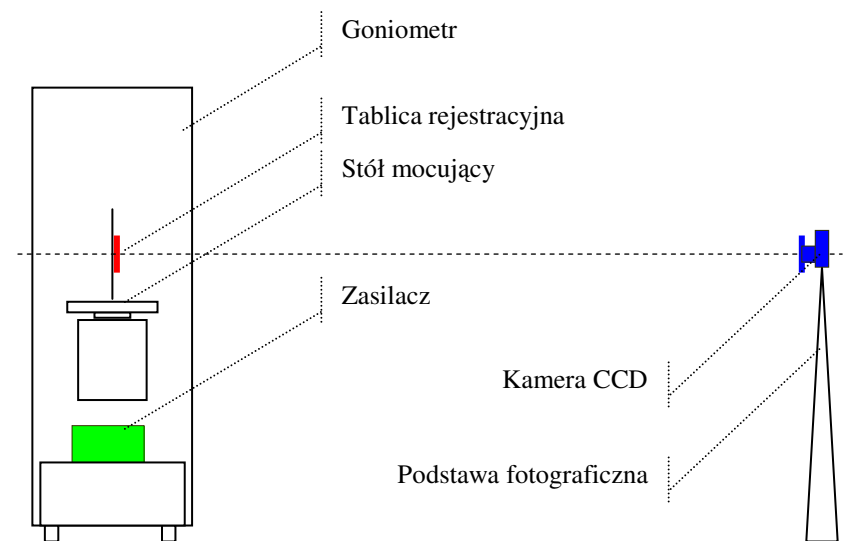 Goniometr
Tablica rejestracyjna
Stół mocujący
Zasilacz
Kamera CCD
Podstawa fotograficzna